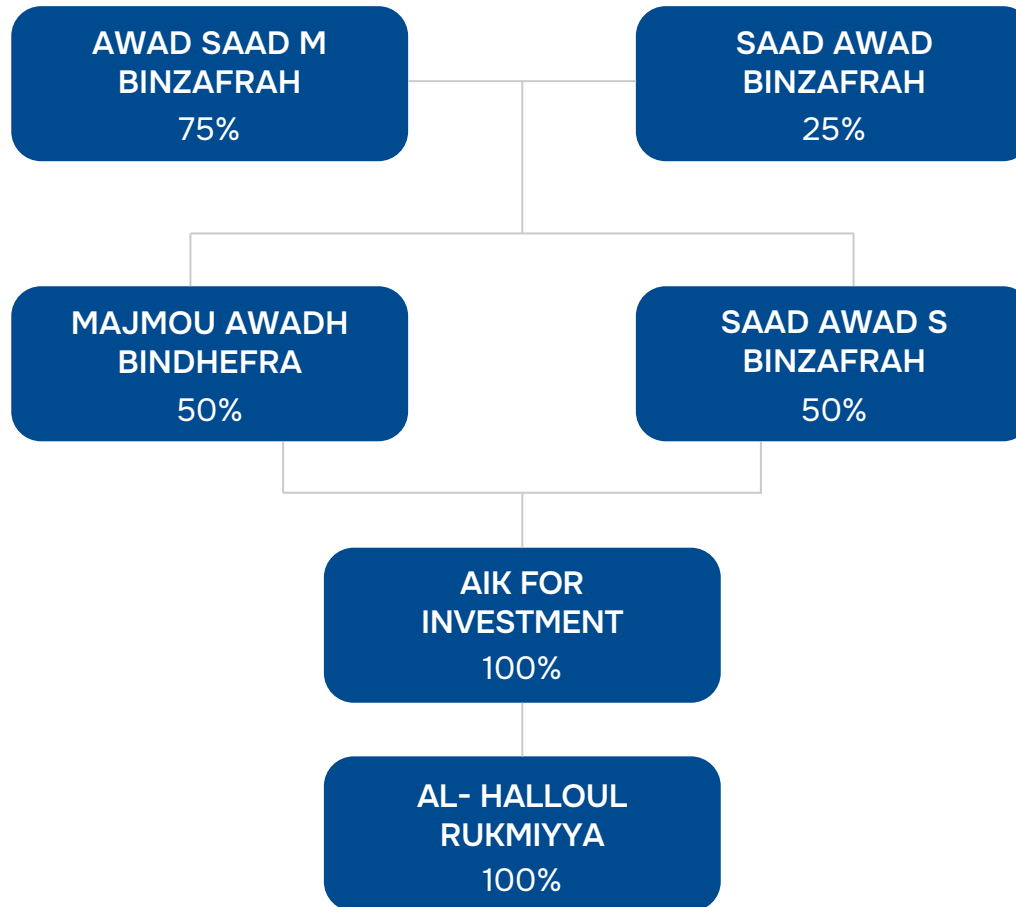 AWAD SAAD M
BINZAFRAH
75%
SAAD AWAD
BINZAFRAH
25%
MAJMOU AWADH
BINDHEFRA
50%
SAAD AWAD S
BINZAFRAH
50%
AIK FOR
INVESTMENT
100%
AL- HALLOUL
RUKMIYYA
100%